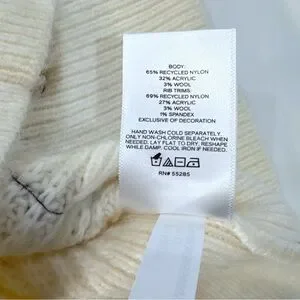 BODY:
65% RECYCLED NYLON
32% ACRYLIC
3% WOOL
RIB TRIMS:
69% RECYCLED NYLON
27% ACRYLIC
3% WOOL
1% SPANDEX
EXCLUSIVE OF DECORATION
HAND WASH COLD SEPARATELY
ONLY NON-CHLORINE BLEACH WHEN
NEEDED. LAY FLAT TO DRY, RESHAPE
WHILE DAMP. COOL IRON IF NEEDED.
RN# 55285